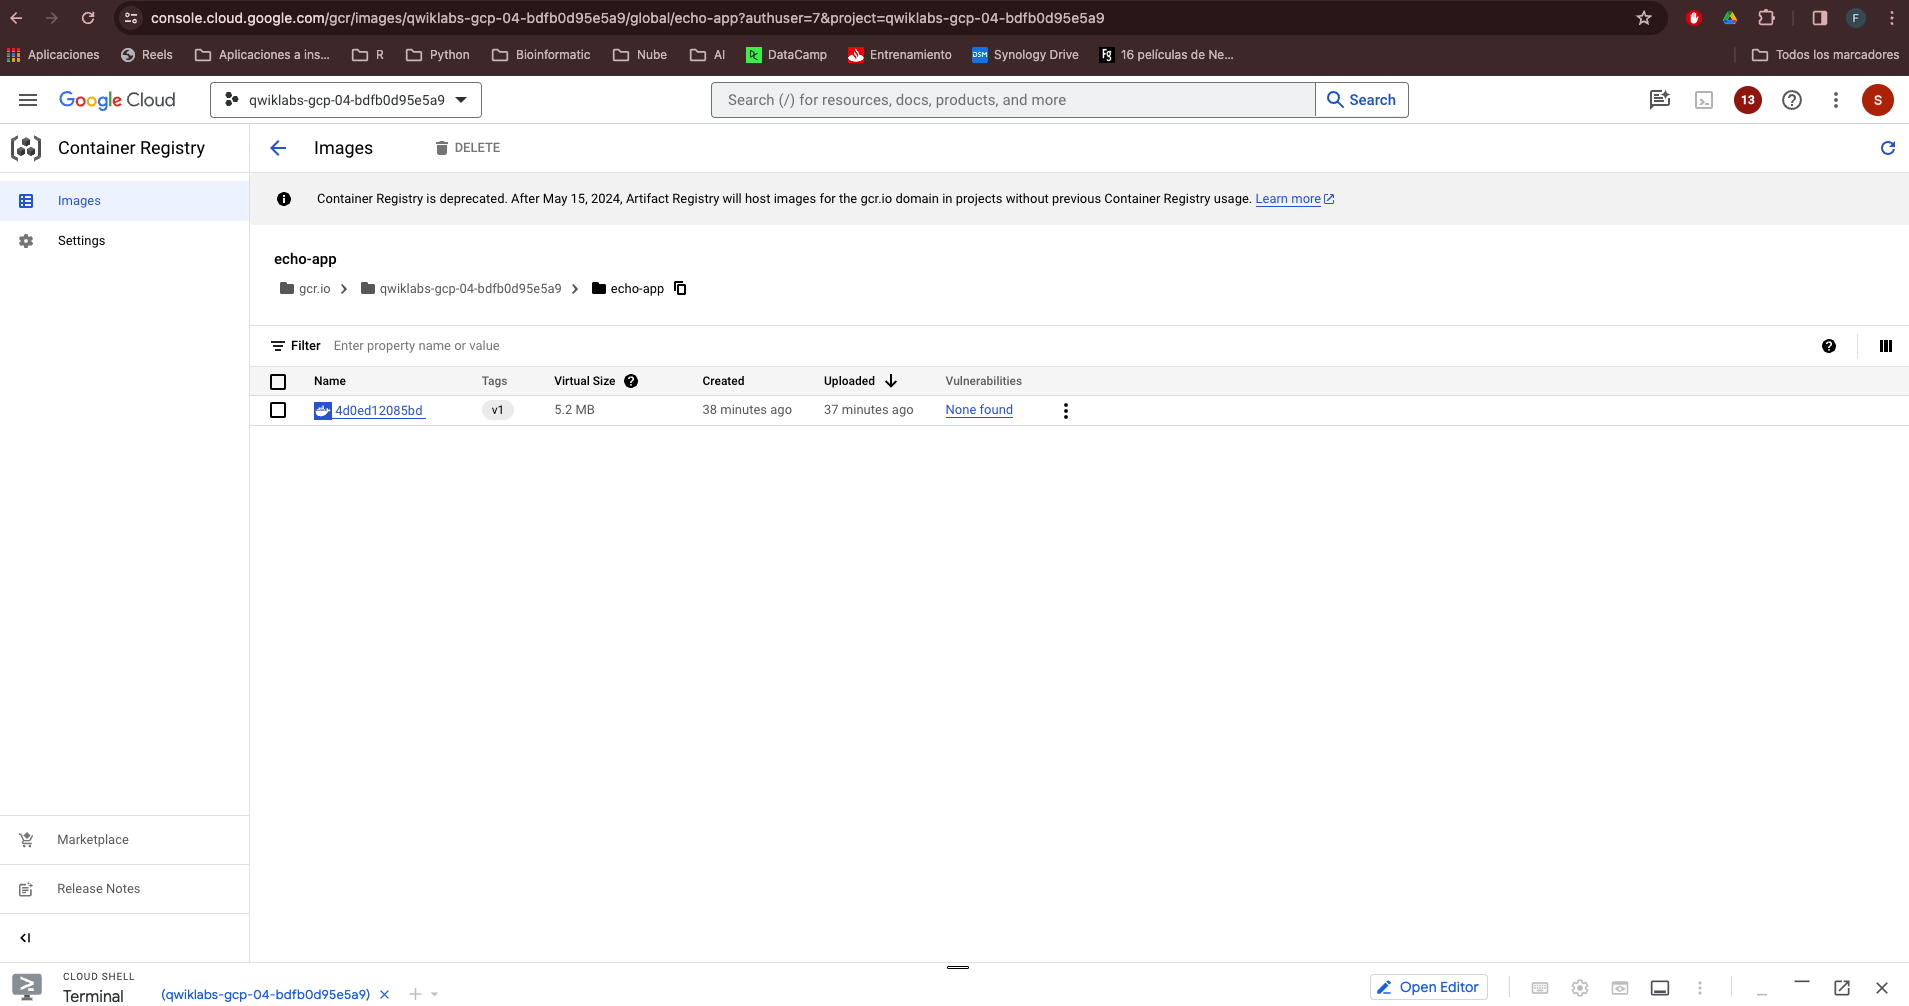 console.cloud.google.com/gcr/images/qwiklabs-gcp-04-bdfb0d95e5a9/global/echo-app?authuser=7&project=qwiklabs-gcp-04-bdfb0d95e5a9
F
Aplicaciones Reels Aplicaciones a ins... R Python Bioinformatic Nube AI DataCamp Entrenamiento DSM Synology Drive Fg 16 películas de Ne... Todos los marcadores
Google Cloud qwiklabs-gcp-04-bdfb0d95e5a9 Search (/) for resources, docs, products, and more Search 13 S
Container Registry Images DELETE
Images
Settings
Container Registry is deprecated. After May 15, 2024, Artifact Registry will host images for the gcr.io domain in projects without previous Container Registry usage. Learn more
echo-app
gcr.io qwiklabs-gcp-04-bdfb0d95e5a9 echo-app
Filter Enter property name or value
Name Tags Virtual Size Created Uploaded Vulnerabilities
4d0ed12085bd v1 5.2 MB 38 minutes ago 37 minutes ago None found
Marketplace
Release Notes
CLOUD SHELL
Terminal (qwiklabs-gcp-04-bdfb0d95e5a9) Open Editor